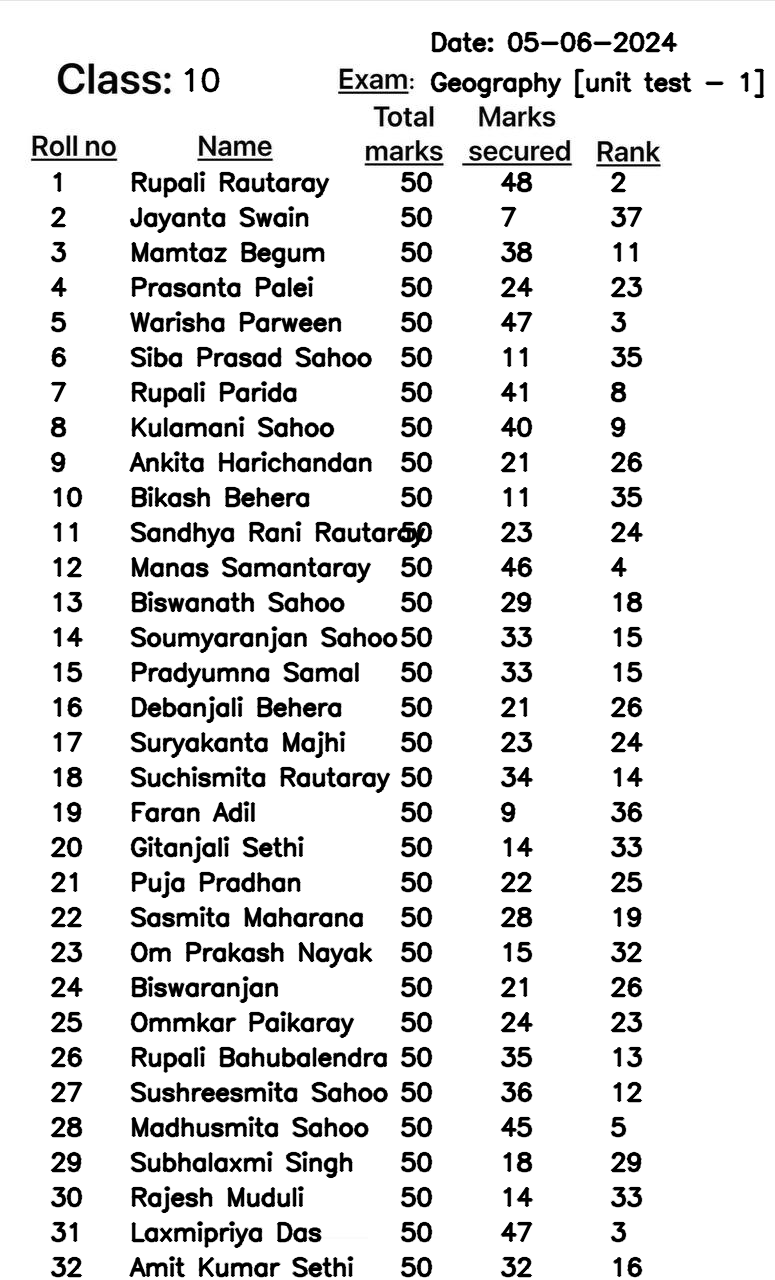 Date: 05-06-2024
Class: 10 Exam: Geography [unit test - 1]
Total Marks
Roll no Name marks secured Rank
1 Rupali Rautaray 50 48 2
2 Jayanta Swain 50 7 37
3 Mamtaz Begum 50 38 11
4 Prasanta Palei 50 24 23
5 Warisha Parween 50 47 3
6 Siba Prasad Sahoo 50 11 35
7 Rupali Parida 50 41 8
8 Kulamani Sahoo 50 40 9
9 Ankita Harichandan 50 21 26
10 Bikash Behera 50 11 35
11 Sandhya Rani Rautaray 50 23 24
12 Manas Samantaray 50 46 4
13 Biswanath Sahoo 50 29 18
14 Soumyaranjan Sahoo 50 33 15
15 Pradyumna Samal 50 33 15
16 Debanjali Behera 50 21 26
17 Suryakanta Majhi 50 23 24
18 Suchismita Rautaray 50 34 14
19 Faran Adil 50 9 36
20 Gitanjali Sethi 50 14 33
21 Puja Pradhan 50 22 25
22 Sasmita Maharana 50 28 19
23 Om Prakash Nayak 50 15 32
24 Biswaranjan 50 21 26
25 Ommkar Paikaray 50 24 23
26 Rupali Bahubalendra 50 35 13
27 Sushreesmita Sahoo 50 36 12
28 Madhusmita Sahoo 50 45 5
29 Subhalaxmi Singh 50 18 29
30 Rajesh Muduli 50 14 33
31 Laxmipriya Das 50 47 3
32 Amit Kumar Sethi 50 32 16